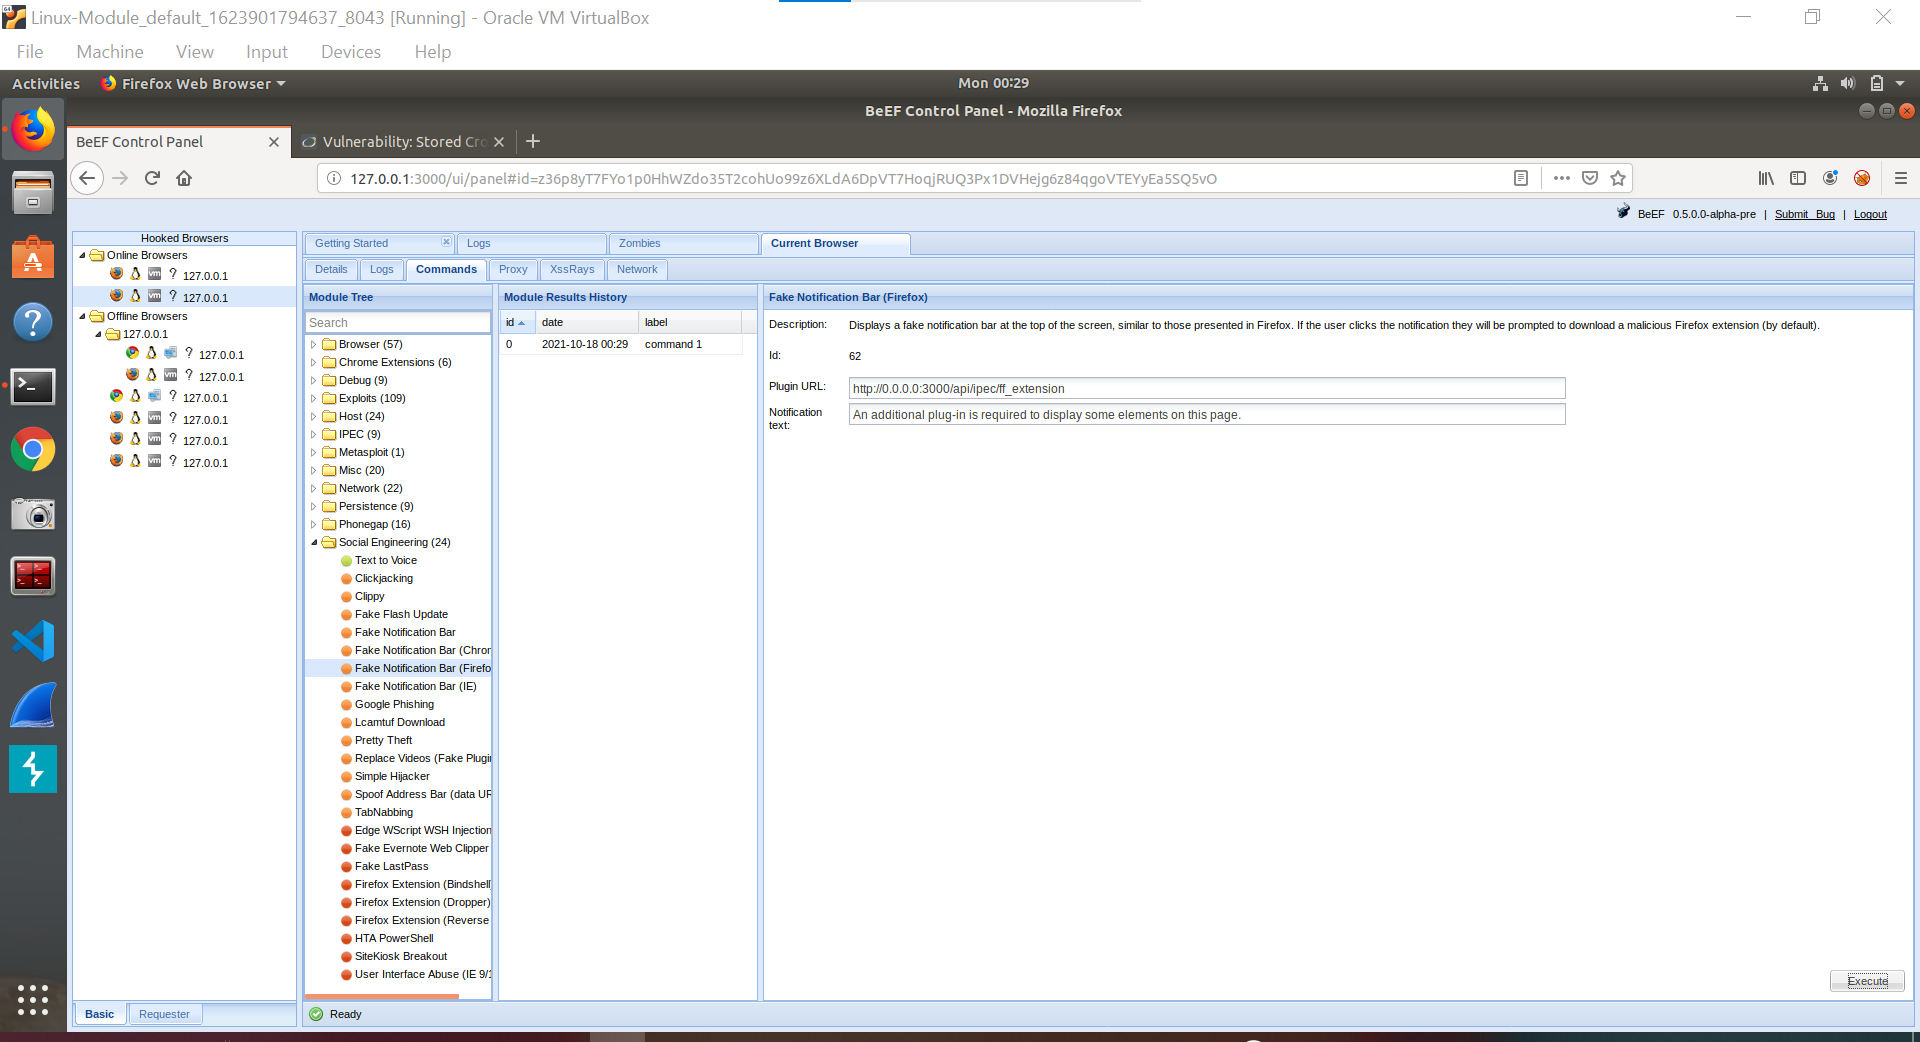 Linux-Module_default_1623901794637_8043 [Running] - Oracle VM VirtualBox
File Machine View Input Devices Help
Activities Firefox Web Browser Mon 00:29
BeEF Control Panel - Mozilla Firefox
BeEF Control Panel Vulnerability: Stored Cro
127.0.0.1:3000/ui/panel#id=z36p8yT7FYo1p0HhWZdo35T2cohUo99z6XLdA6DpVT7HoqjRUQ3Px1DVHejg6z84qgoVTEYyEa5SQ5vO
BeEF 0.5.0.0-alpha-pre | Submit Bug | Logout
Hooked Browsers
Online Browsers
127.0.0.1
127.0.0.1
Offline Browsers
127.0.0.1
127.0.0.1
127.0.0.1
127.0.0.1
127.0.0.1
127.0.0.1
127.0.0.1
Basic Requester
Getting Started Logs Zombies Current Browser
Details Logs Commands Proxy XssRays Network
Module Tree
Search
Browser (57)
Chrome Extensions (6)
Debug (9)
Exploits (109)
Host (24)
IPEC (9)
Metasploit (1)
Misc (20)
Network (22)
Persistence (9)
Phonegap (16)
Social Engineering (24)
Text to Voice
Clickjacking
Clippy
Fake Flash Update
Fake Notification Bar
Fake Notification Bar (Chron
Fake Notification Bar (Firefo
Fake Notification Bar (IE)
Google Phishing
Lcamtuf Download
Pretty Theft
Replace Videos (Fake Plugin
Simple Hijacker
Spoof Address Bar (data UR
TabNabbing
Edge WScript WSH Injection
Fake Evernote Web Clipper
Fake LastPass
Firefox Extension (Bindshell)
Firefox Extension (Dropper)
Firefox Extension (Reverse
HTA PowerShell
SiteKiosk Breakout
User Interface Abuse (IE 9/1
Module Results History
id date label
0 2021-10-18 00:29 command 1
Fake Notification Bar (Firefox)
Description: Displays a fake notification bar at the top of the screen, similar to those presented in Firefox. If the user clicks the notification they will be prompted to download a malicious Firefox extension (by default).
Id: 62
Plugin URL: http://0.0.0.0:3000/api/ipec/ff_extension
Notification text: An additional plug-in is required to display some elements on this page.
Execute
Ready